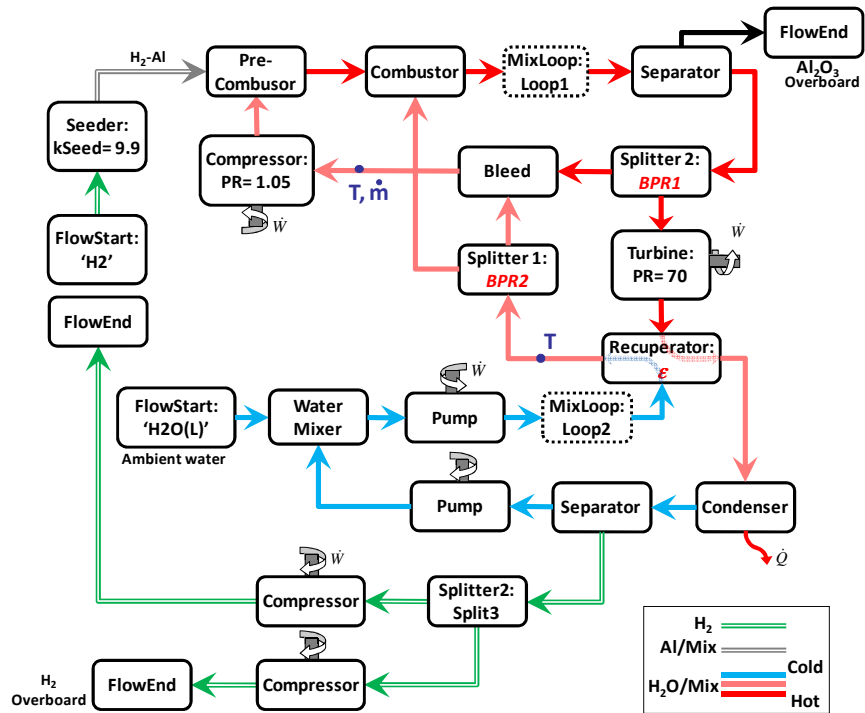 FlowEnd
Al₂O₃
Overboard
H₂-Al
Pre-
Combusor
Combustor
MixLoop:
Loop1
Separator
Seeder:
kSeed= 9.9
Compressor:
PR= 1.05
Ẇ
T, ṁ
Bleed
Splitter 2:
BPR1
Ẇ
FlowStart:
'H2'
Splitter 1:
BPR2
Turbine:
PR= 70
FlowEnd
T
Recuperator:
ε
Ẇ
FlowStart:
'H2O(L)'
Ambient water
Water
Mixer
Pump
MixLoop:
Loop2
Pump
Separator
Condenser
Q̇
Ẇ
Compressor
Splitter2:
Split3
H₂
Overboard
FlowEnd
Compressor
H₂
Al/Mix
Cold
H₂O/Mix
Hot